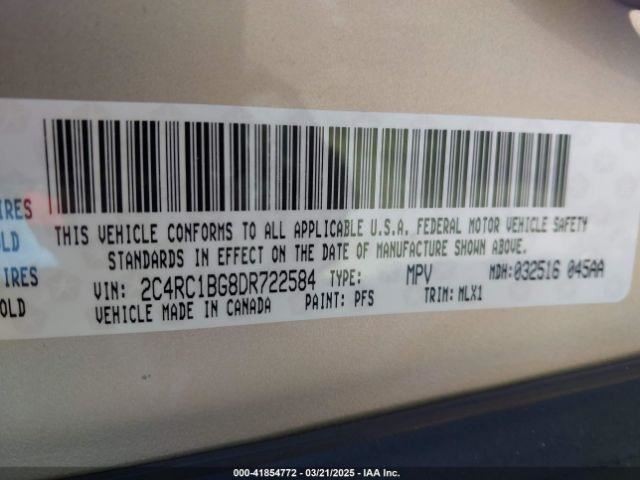 THIS VEHICLE CONFORMS TO ALL APPLICABLE U.S.A. FEDERAL MOTOR VEHICLE SAFETY
STANDARDS IN EFFECT ON THE DATE OF MANUFACTURE SHOWN ABOVE.
IRES
OLD
IRES
OLD
VIN: 2C4RC1BG8DR722584 TYPE: MPV MDH:032516 045AA
VEHICLE MADE IN CANADA PAINT: PFS TRIM: NLX1
000-41854772 - 03/21/2025 - IAA Inc.